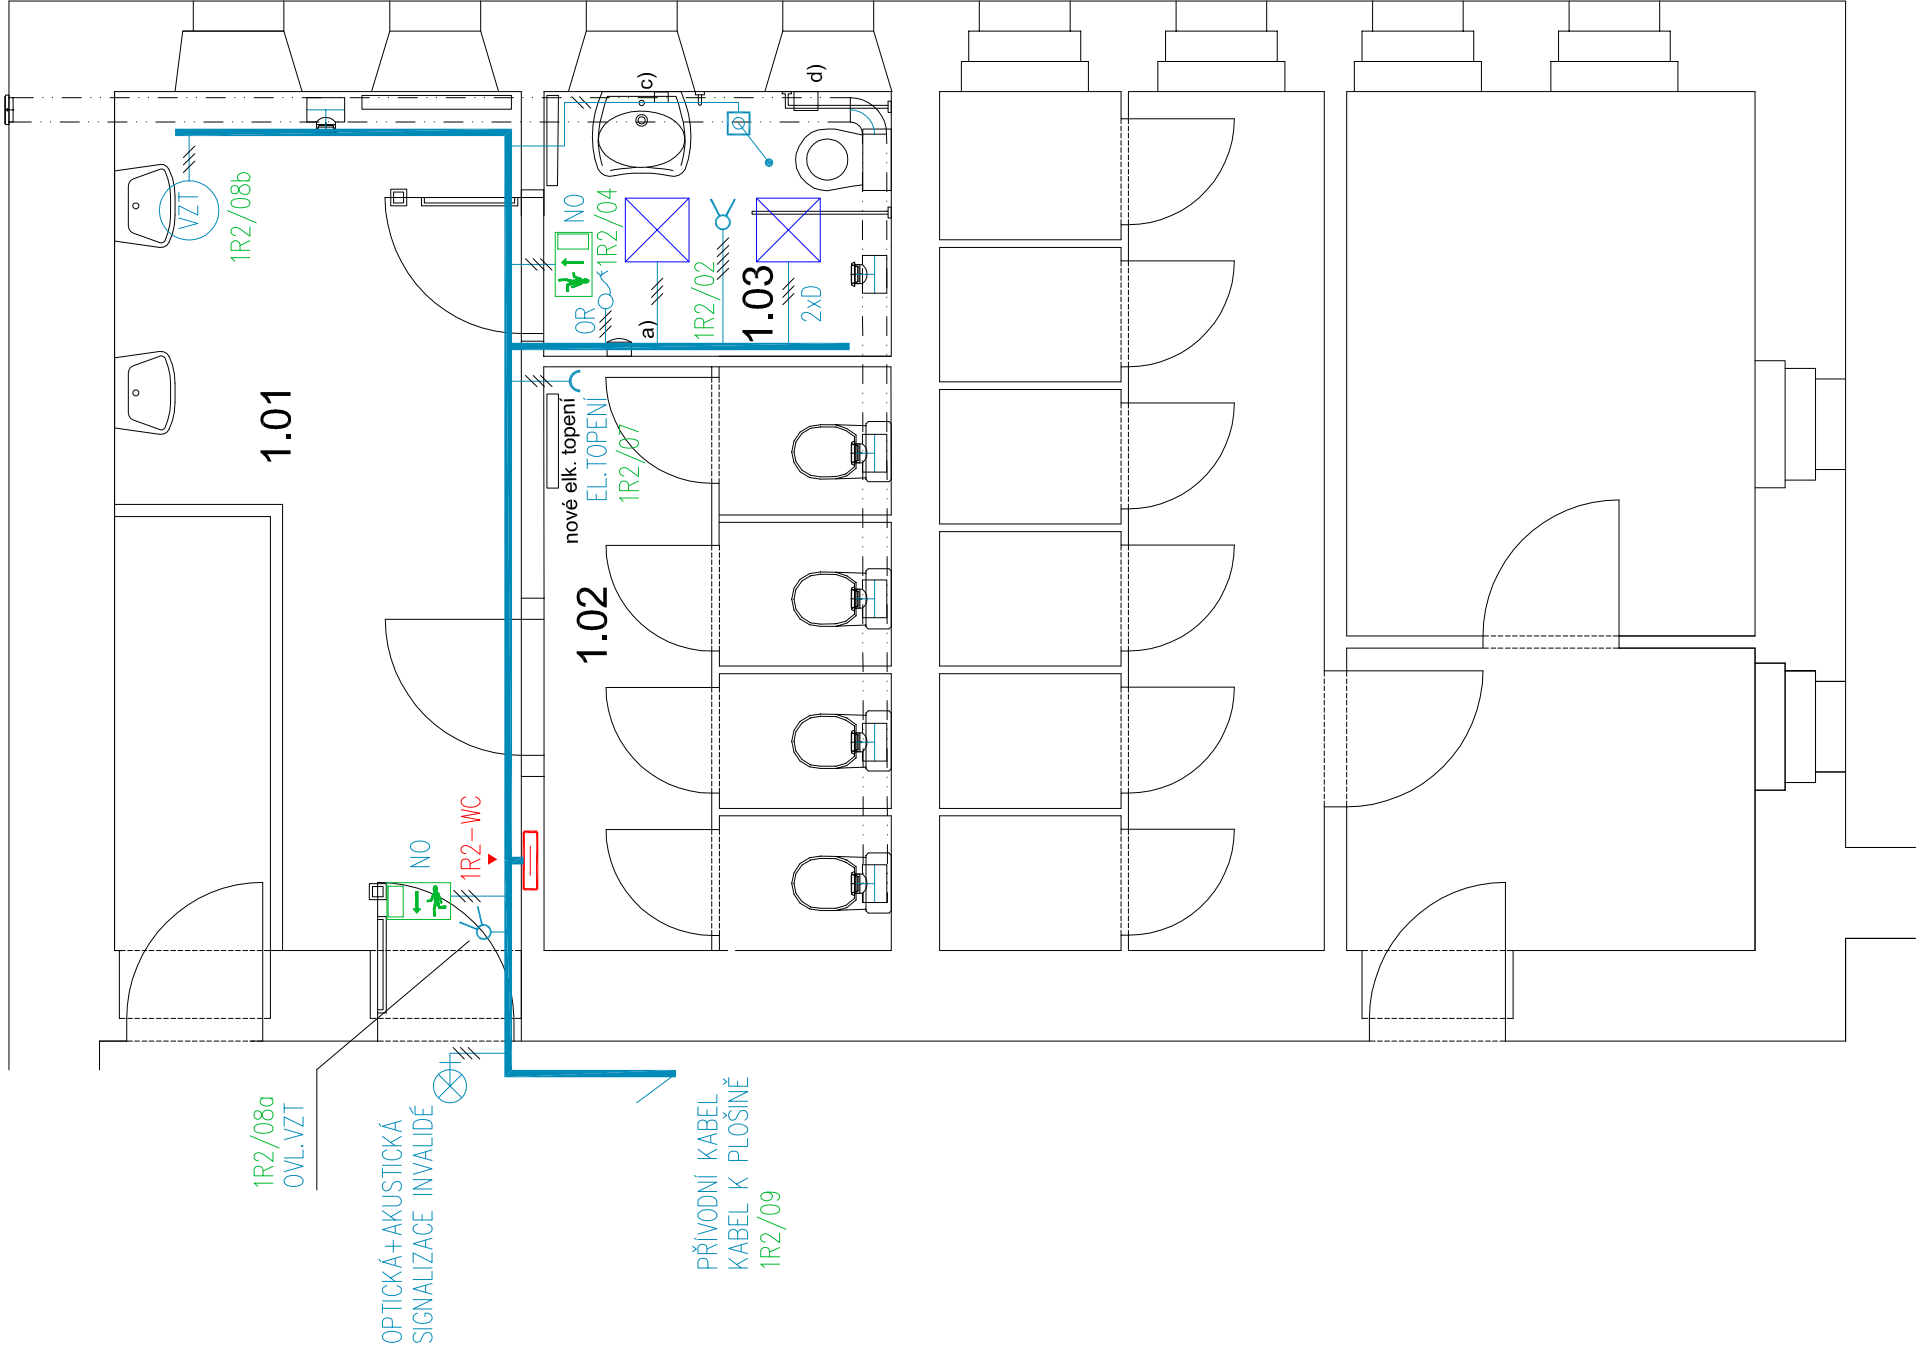 VZT
1R2/08b
1.01
NO
1R2/04
OR
a)
c)
d)
1R2/02
1.03
2xD
nové elk. topení
EL.TOPENÍ
1R2/07
1.02
1R2-WC
NO
1R2/08a
OVL.VZT
OPTICKÁ+AKUSTICKÁ
SIGNALIZACE INVALIDÉ
PŘÍVODNÍ KABEL
KABEL K PLOŠINĚ
1R2/09